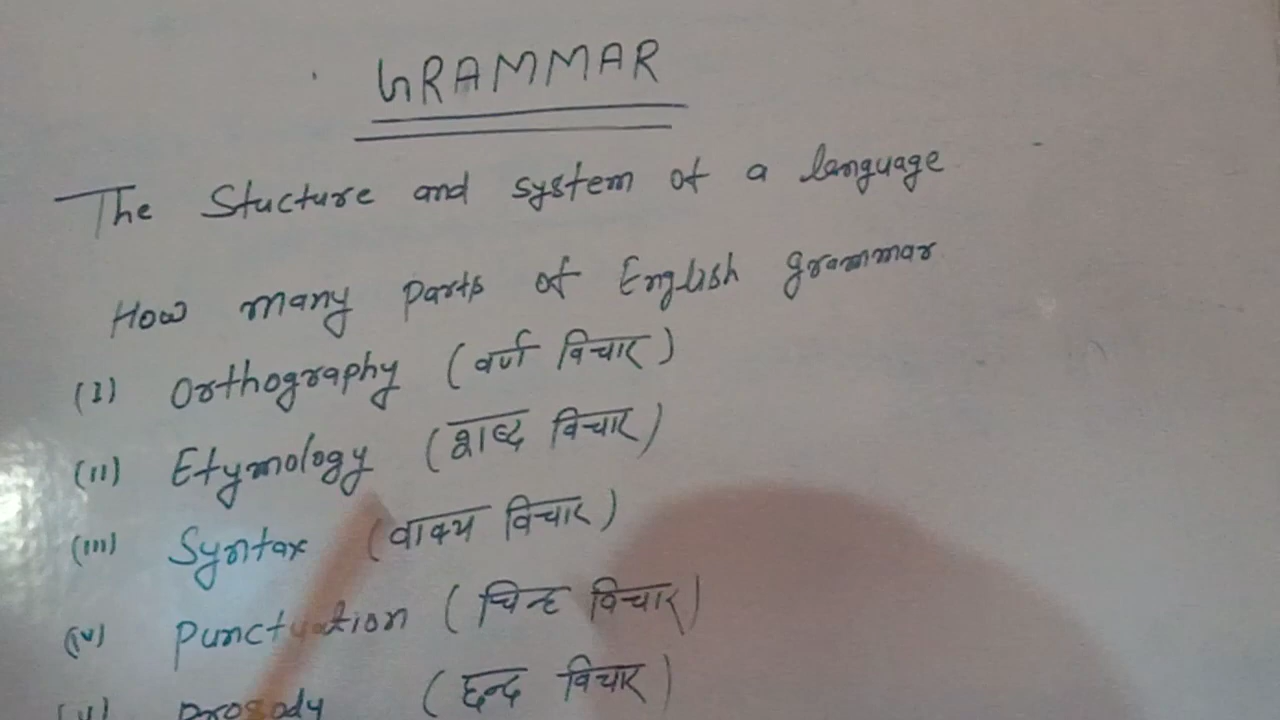 GRAMMAR
The Stucture and system of a language
How many parts of English grammar
(I) Orthography (वर्ण विचार)
(II) Etymology (शब्द विचार)
(III) Syntax (वाक्य विचार)
(IV) Punctuation (चिन्ह विचार)
(V) Prosody (छन्द विचार)